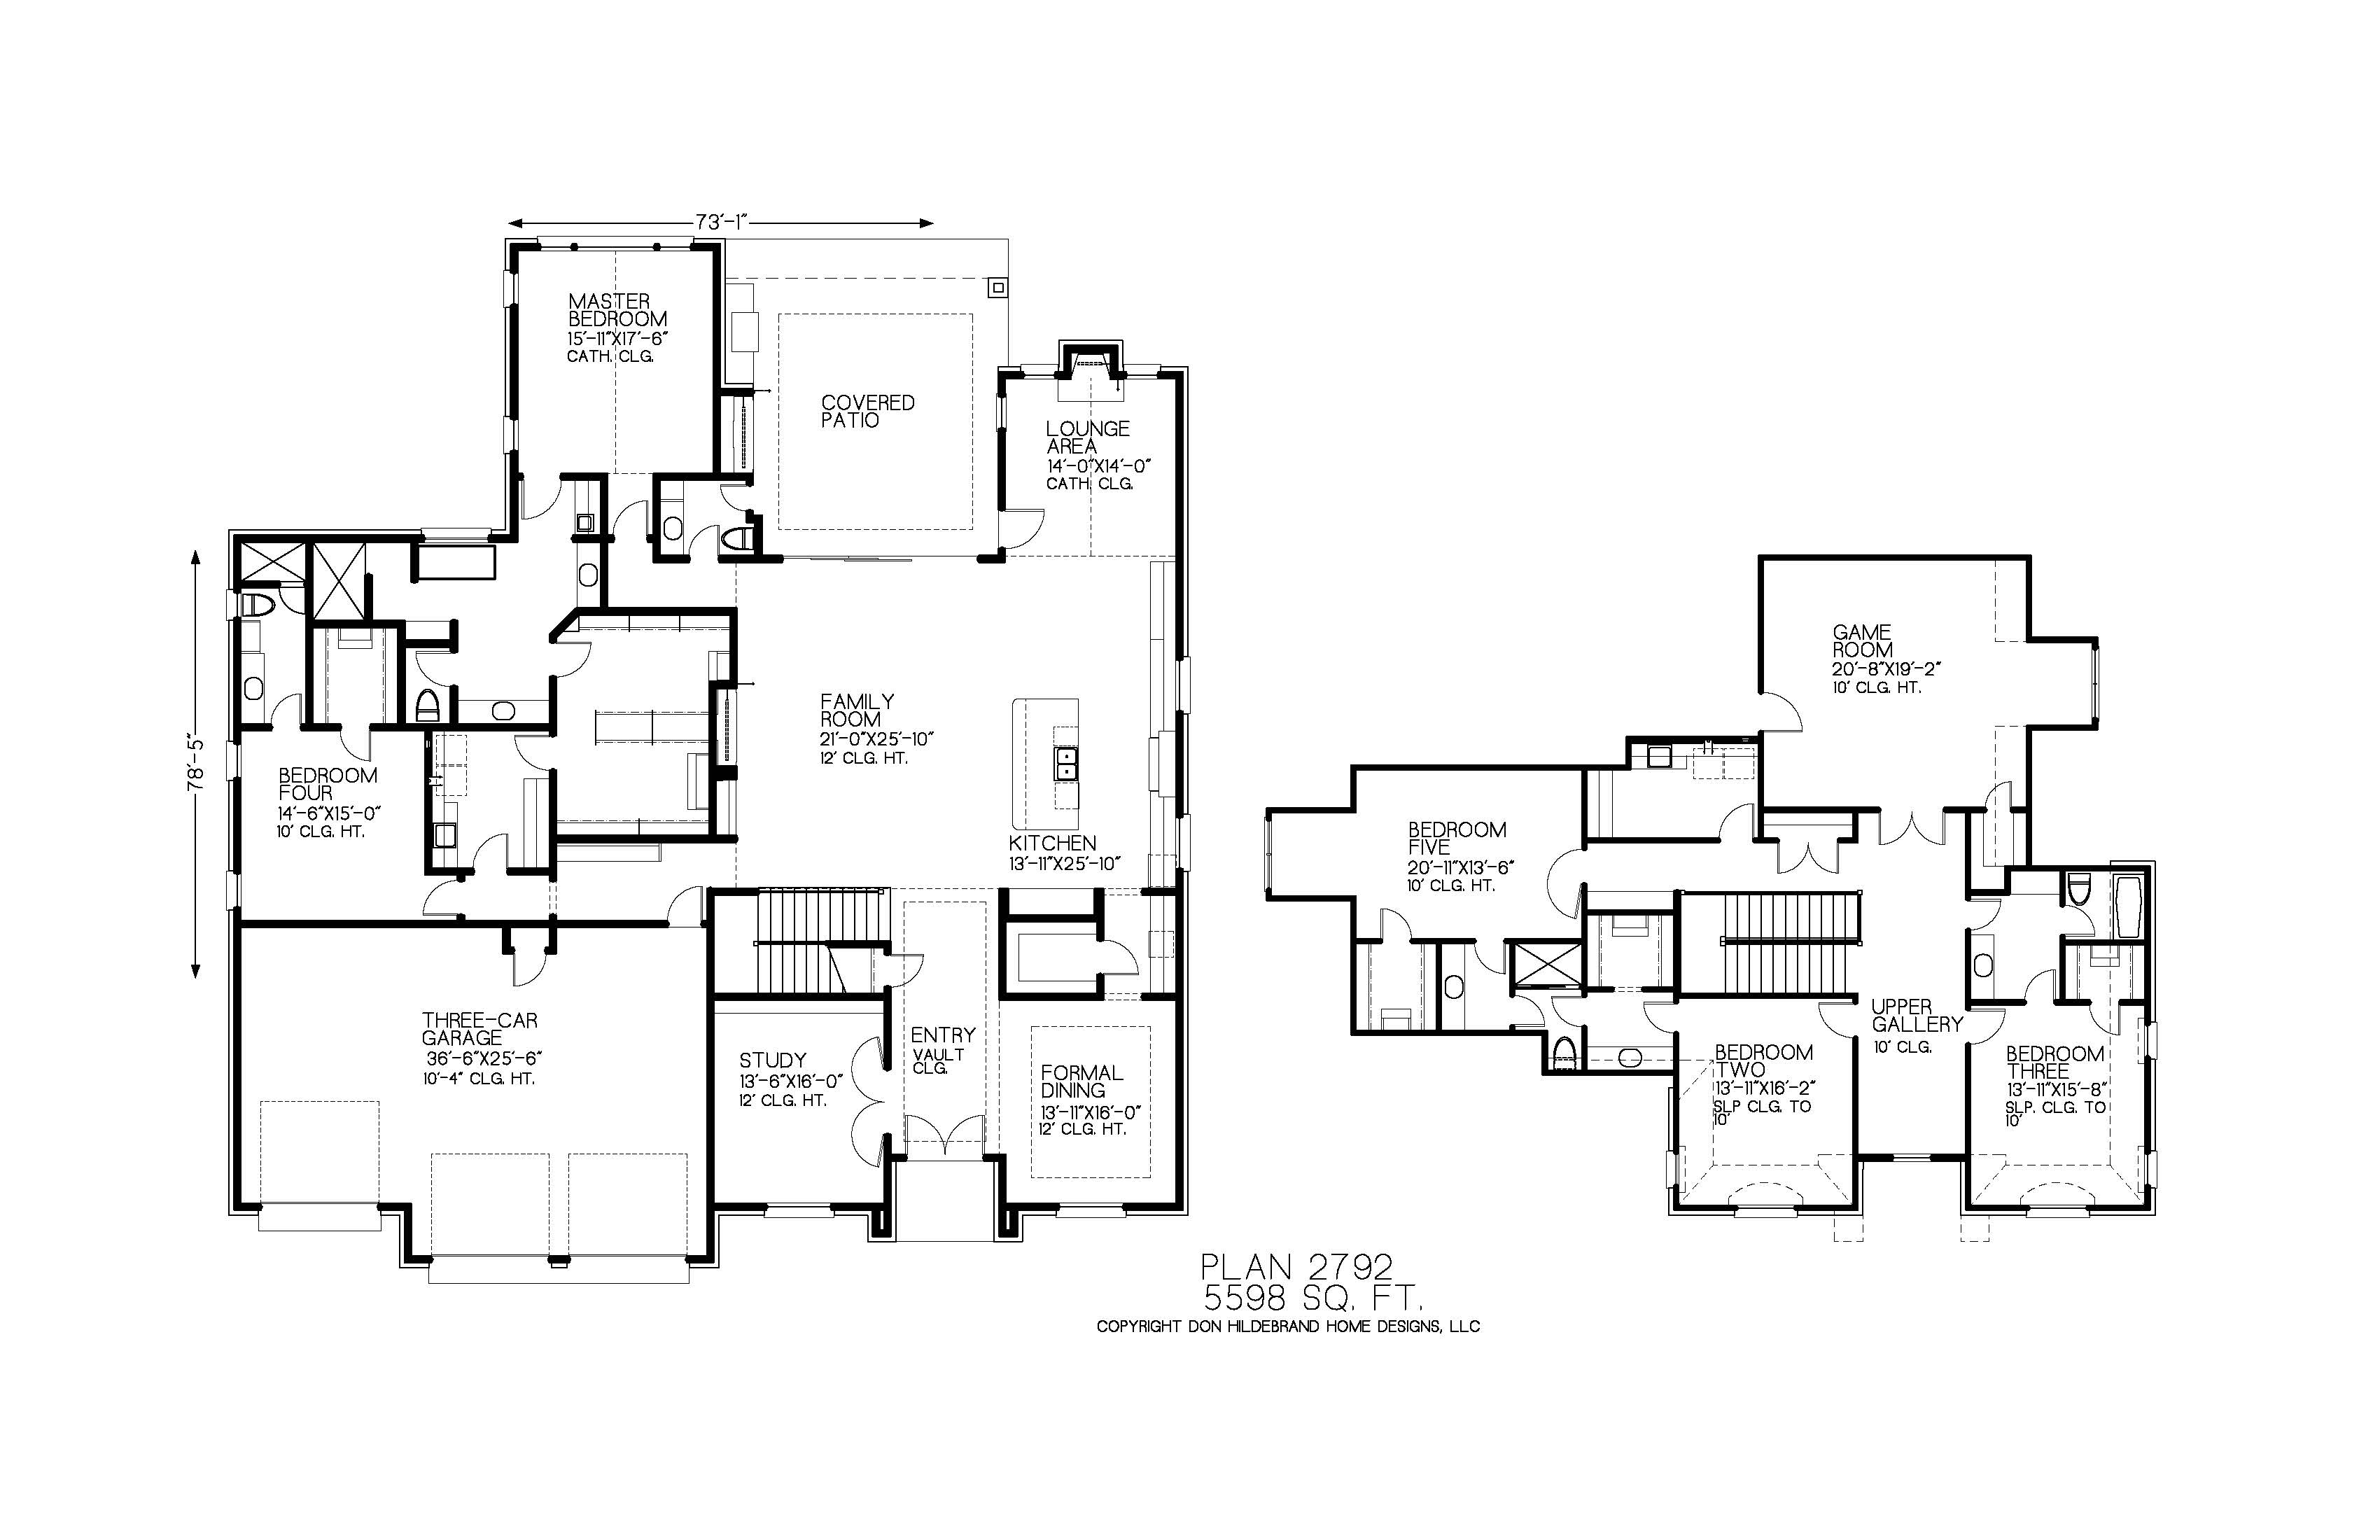 73'-1"
MASTER
BEDROOM
15'-11"X17'-6"
CATH. CLG.
COVERED
PATIO
LOUNGE
AREA
14'-0"X14'-0"
CATH. CLG.
78'-5"
FAMILY
ROOM
21'-0"X25'-10"
12' CLG. HT.
BEDROOM
FOUR
14'-6"X15'-0"
10' CLG. HT.
KITCHEN
13'-11"X25'-10"
THREE-CAR
GARAGE
36'-6"X25'-6"
10'-4" CLG. HT.
STUDY
13'-6"X16'-0"
12' CLG. HT.
ENTRY
VAULT
CLG.
FORMAL
DINING
13'-11"X16'-0"
12' CLG. HT.
GAME
ROOM
20'-8"X19'-2"
10' CLG. HT.
BEDROOM
FIVE
20'-11"X13'-6"
10' CLG. HT.
UPPER
GALLERY
10' CLG.
BEDROOM
TWO
13'-11"X16'-2"
SLP CLG. TO
10'
BEDROOM
THREE
13'-11"X15'-8"
SLP. CLG. TO
10'
PLAN 2792
5598 SQ. FT.
COPYRIGHT DON HILDEBRAND HOME DESIGNS, LLC